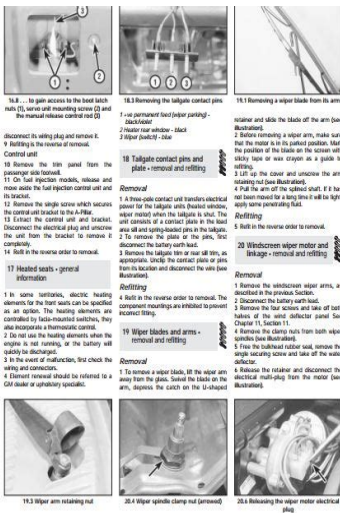 16.8 . . . to gain access to the boot latch
nuts (1), servo unit mounting screw (2) and
the manual release control rod (3)
disconnect its wiring plug and remove it.
9 Refitting is the reverse of removal.
Control unit
10 Remove the trim panel from the
passenger side footwell.
11 On fuel injection models, release and
move aside the fuel injection control unit and
its bracket.
12 Remove the single screw which secures
the control unit bracket to the A-Pillar.
13 Extract the control unit and bracket.
Disconnect the electrical plug and unscrew
the unit from the bracket to remove it
completely.
14 Refit in the reverse order to removal.
17 Heated seats - general
information
1 In some territories, electric heating
elements for the front seats can be specified
as an option. The heating elements are
controlled by facia-mounted switches, they
also incorporate a thermostatic control.
2 Do not use the heating elements when the
engine is not running, or the battery will
quickly be discharged.
3 In the event of malfunction, first check the
wiring and connectors.
4 Element renewal should be referred to a
GM dealer or upholstery specialist.
18.3 Removing the tailgate contact pins
1 +ve permanent feed (wiper parking) -
black/violet
2 Heater rear window - black
3 Wiper (switch) - blue
18 Tailgate contact pins and
plate - removal and refitting
Removal
1 A three-pole contact unit transfers electrical
power for the tailgate units (heated window,
wiper motor) when the tailgate is shut. The
unit consists of a contact plate in the load
area sill and spring-loaded pins in the tailgate.
2 To remove the plate or the pins, first
disconnect the battery earth lead.
3 Remove the tailgate trim or rear sill trim, as
appropriate. Unclip the contact plate or pins
from its location and disconnect the wire (see
illustration).
Refitting
4 Refit in the reverse order to removal. The
component mountings are inhibited to prevent
incorrect fitting.
19 Wiper blades and arms -
removal and refitting
Removal
1 To remove a wiper blade, lift the wiper arm
away from the glass. Swivel the blade on the
arm, depress the catch on the U-shaped
19.1 Removing a wiper blade from its arm
retainer and slide the blade off the arm (see
illustration).
2 Before removing a wiper arm, make sure
that the motor is in its parked position. Mark
the position of the blade on the screen with
sticky tape or wax crayon as a guide to
refitting.
3 Lift up the cover and unscrew the arm
retaining nut (see illustration).
4 Pull the arm off the splined shaft. If it has
not been moved for a long time it will be tight,
apply some penetrating fluid.
Refitting
5 Refit in the reverse order to removal.
20 Windscreen wiper motor and
linkage - removal and refitting
Removal
1 Remove the windscreen wiper arms, as
described in the previous Section.
2 Disconnect the battery earth lead.
3 Remove the four screws and take off both
halves of the wind deflector panel See
Chapter 11, Section 11.
4 Remove the clamp nuts from both wiper
spindles (see illustration).
5 Free the bulkhead rubber seal, remove the
single securing screw and take off the water
deflector.
6 Release the retainer and disconnect the
electrical multi-plug from the motor (see
illustration).
19.3 Wiper arm retaining nut
20.4 Wiper spindle clamp nut (arrowed)
20.6 Releasing the wiper motor electrical
plug